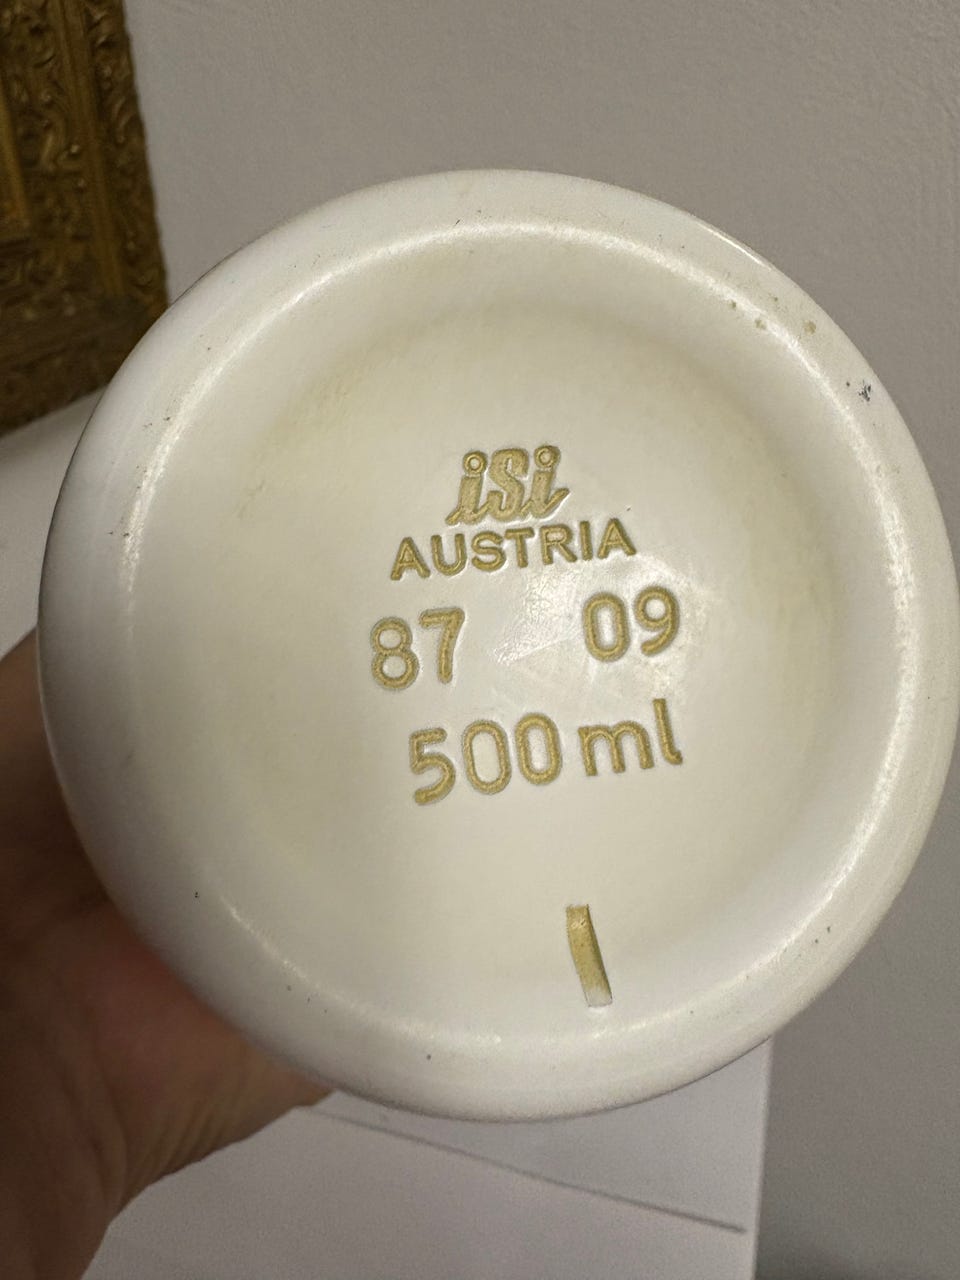 iSi
AUSTRIA
87 09
500 ml